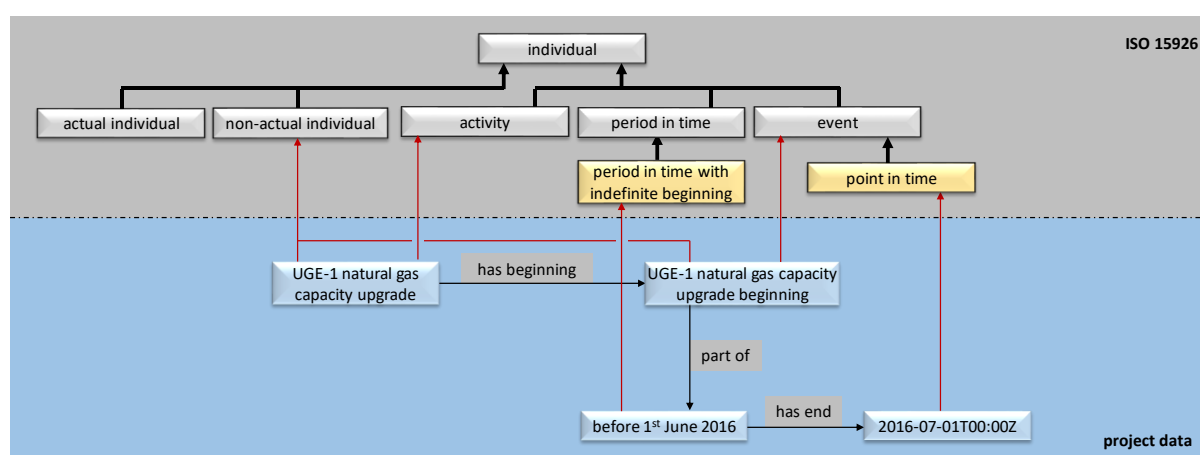 individual
ISO 15926
actual individual
non-actual individual
activity
period in time
event
period in time with
indefinite beginning
point in time
UGE-1 natural gas
capacity upgrade
has beginning
UGE-1 natural gas capacity
upgrade beginning
part of
before 1st June 2016
has end
2016-07-01T00:00Z
project data